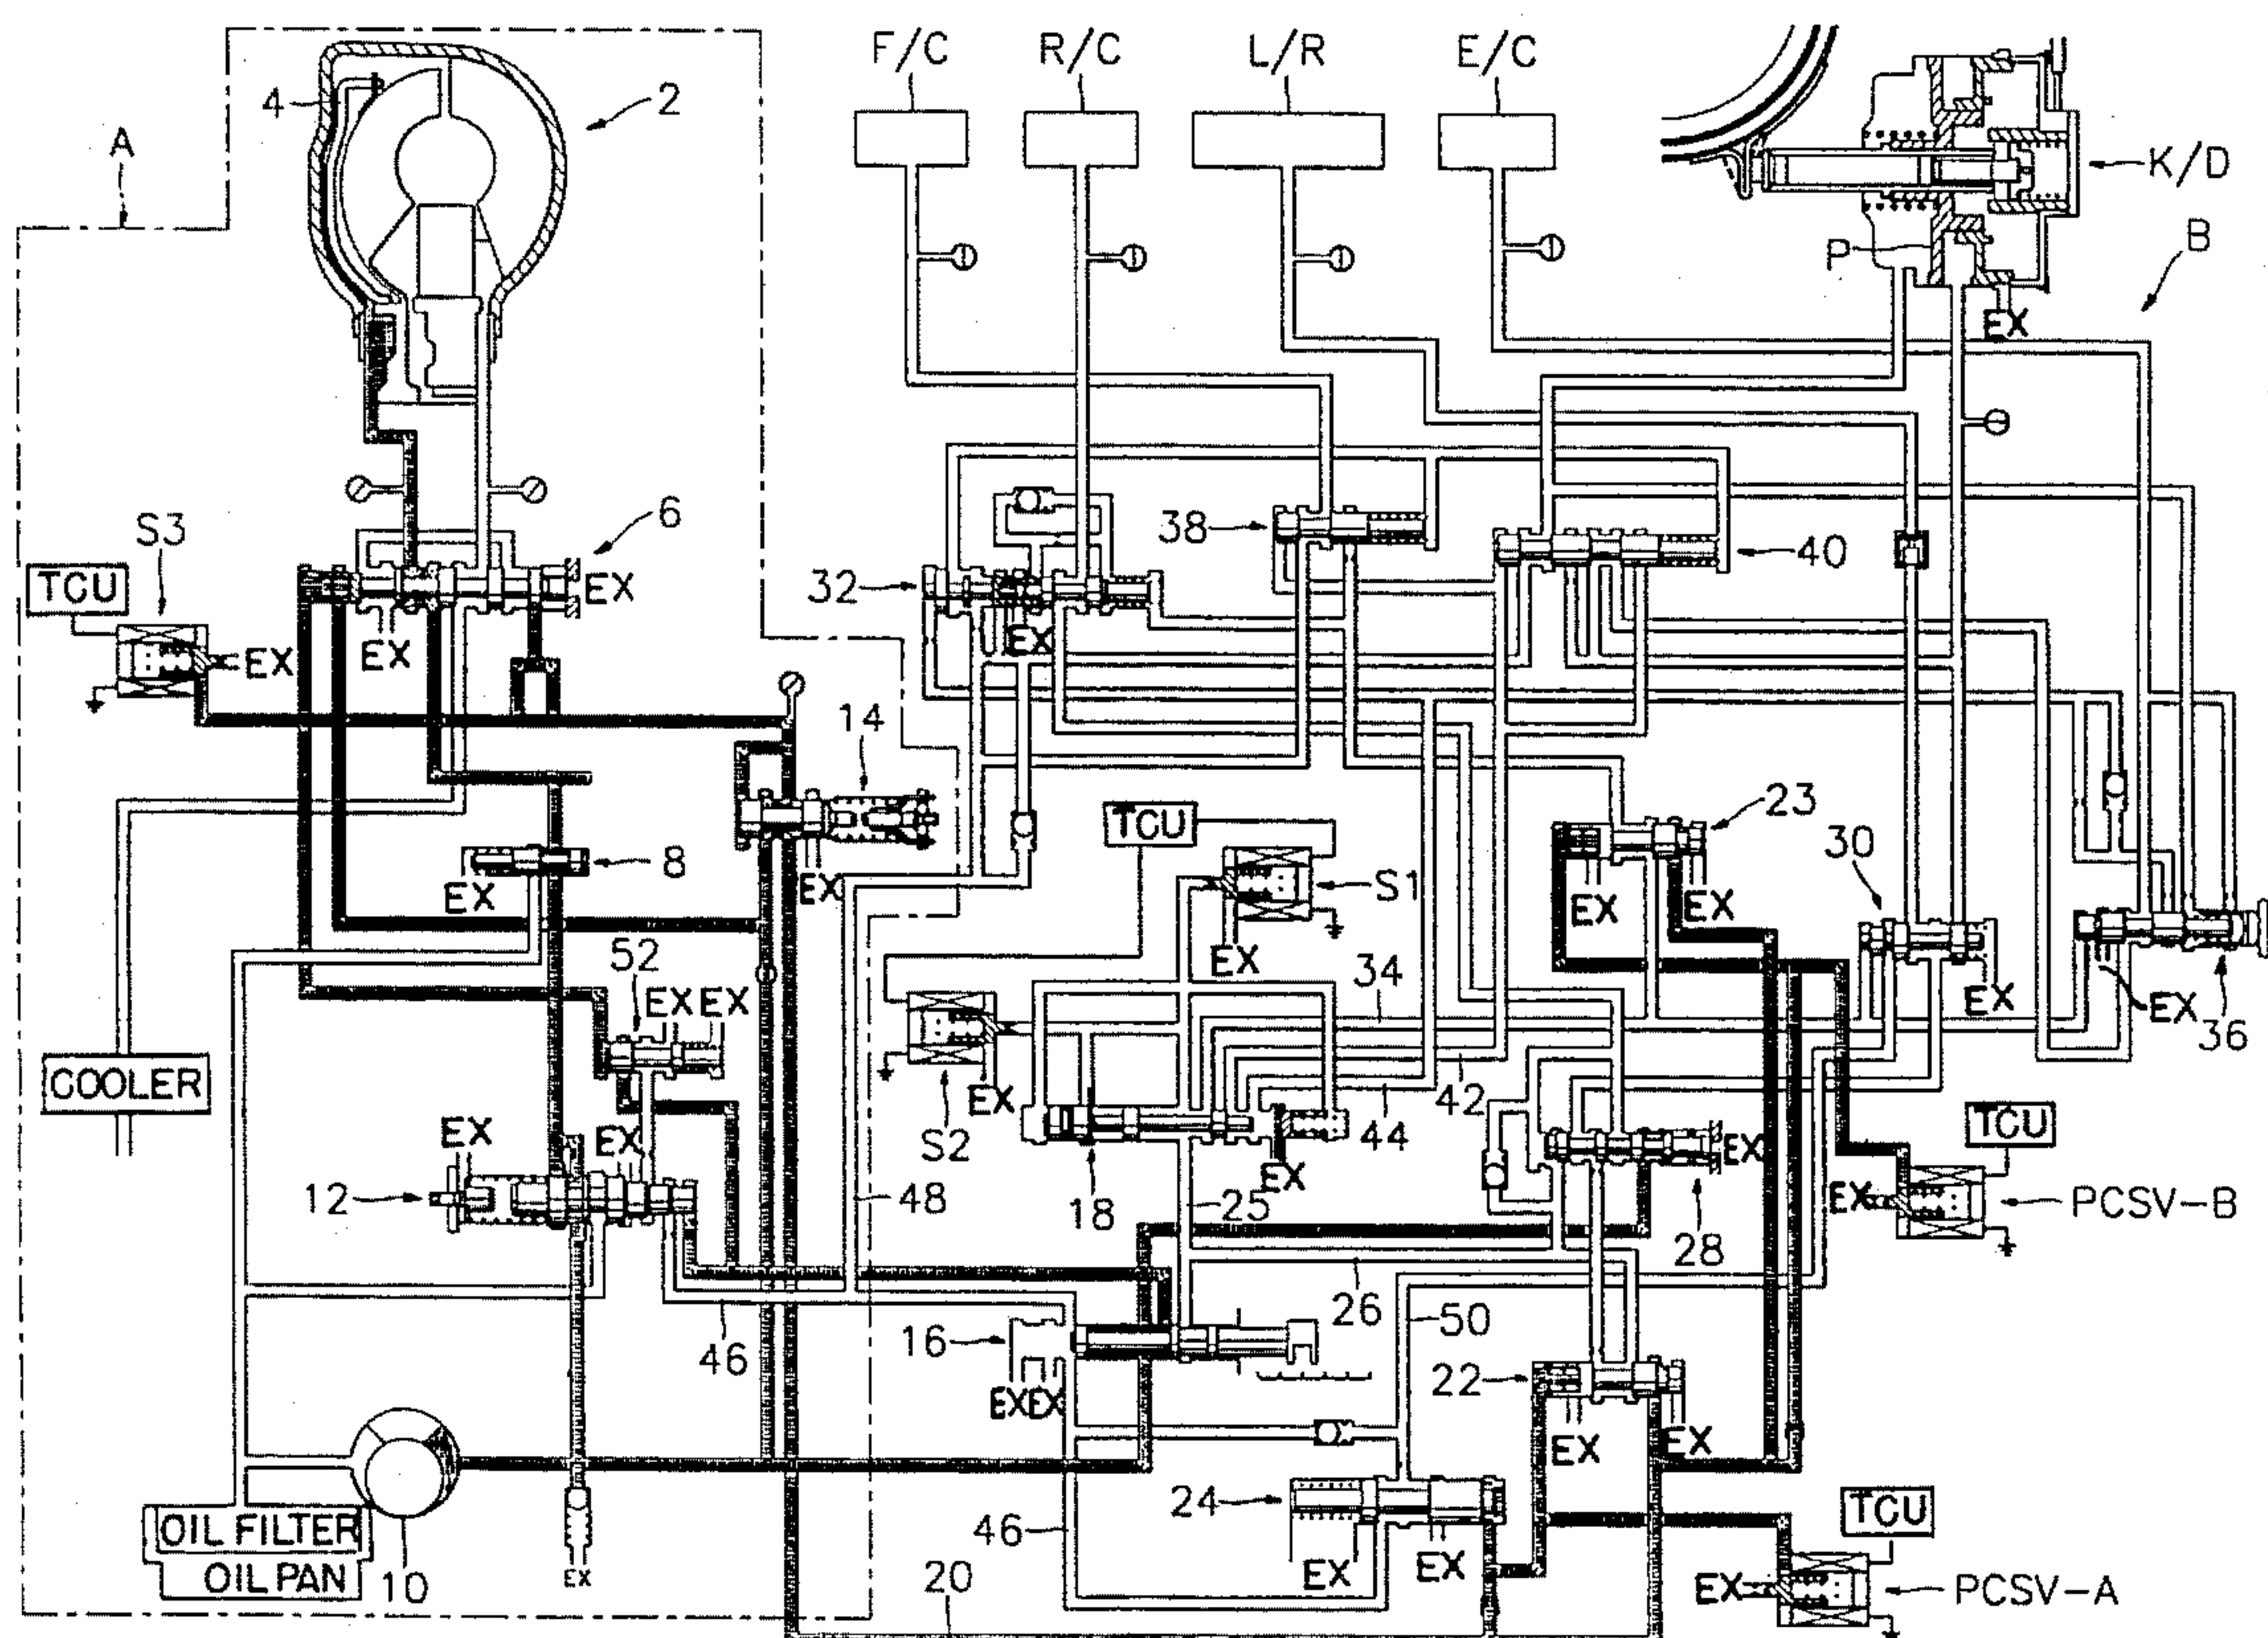 F/C R/C L/R E/C
4 2
A
K/D
P B
EX
S3 6
38 40
TCU EX
32
EX EX EX
14
TCU 23
8 30
EX EX S1
EX EX
52 EX 34
EX EX EX EX 36
COOLER
S2 EX 42
44 TCU
EX EX EX
12 48 18 25 EX PCSV-B
28
26
46 16 50
EX EX 22
EX EX
24 TCU
OIL FILTER 46
OIL PAN 10 EX EX EX
EX PCSV-A
20